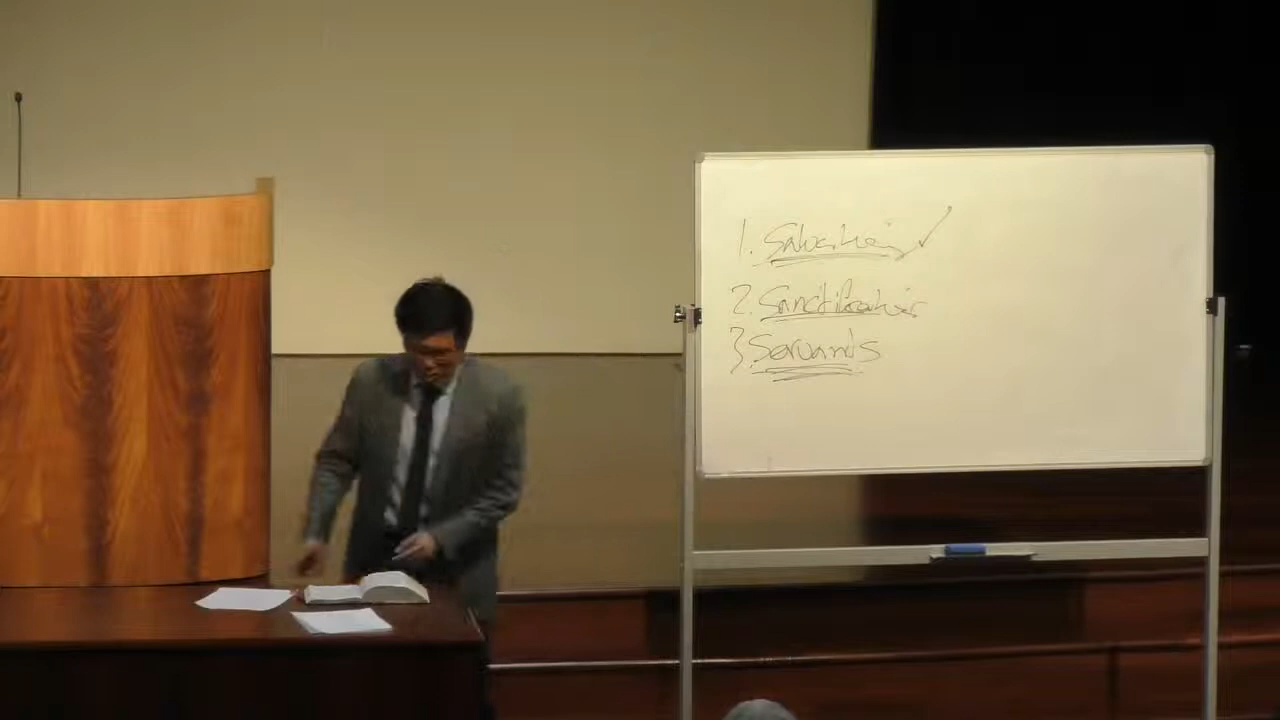 1. Salvation ✓
2. Sanctification
3. Servants